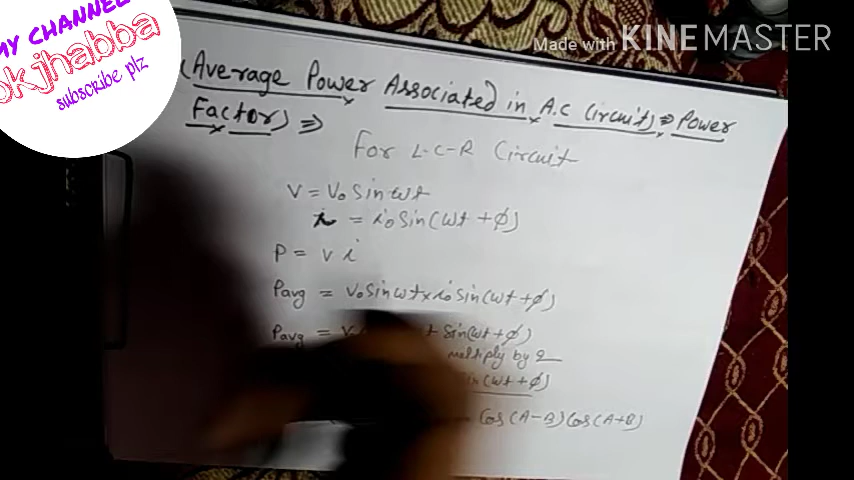 MY CHANNEL
okjhabba
subscribe plz
Made with KINEMASTER
(Average Power Associated in A.C Circuit) ⇒ Power
Factor) ⇒
For L-C-R Circuit
V = V₀ Sin ωt
i = i₀ Sin(ωt + ϕ)
P = v i
Pavg = V₀ Sin ωt × i₀ Sin(ωt + ϕ)
Pavg = Sin(ωt + ϕ)
multiply by 2
Sin(ωt + ϕ)
Cos(A-B) Cos(A+B)